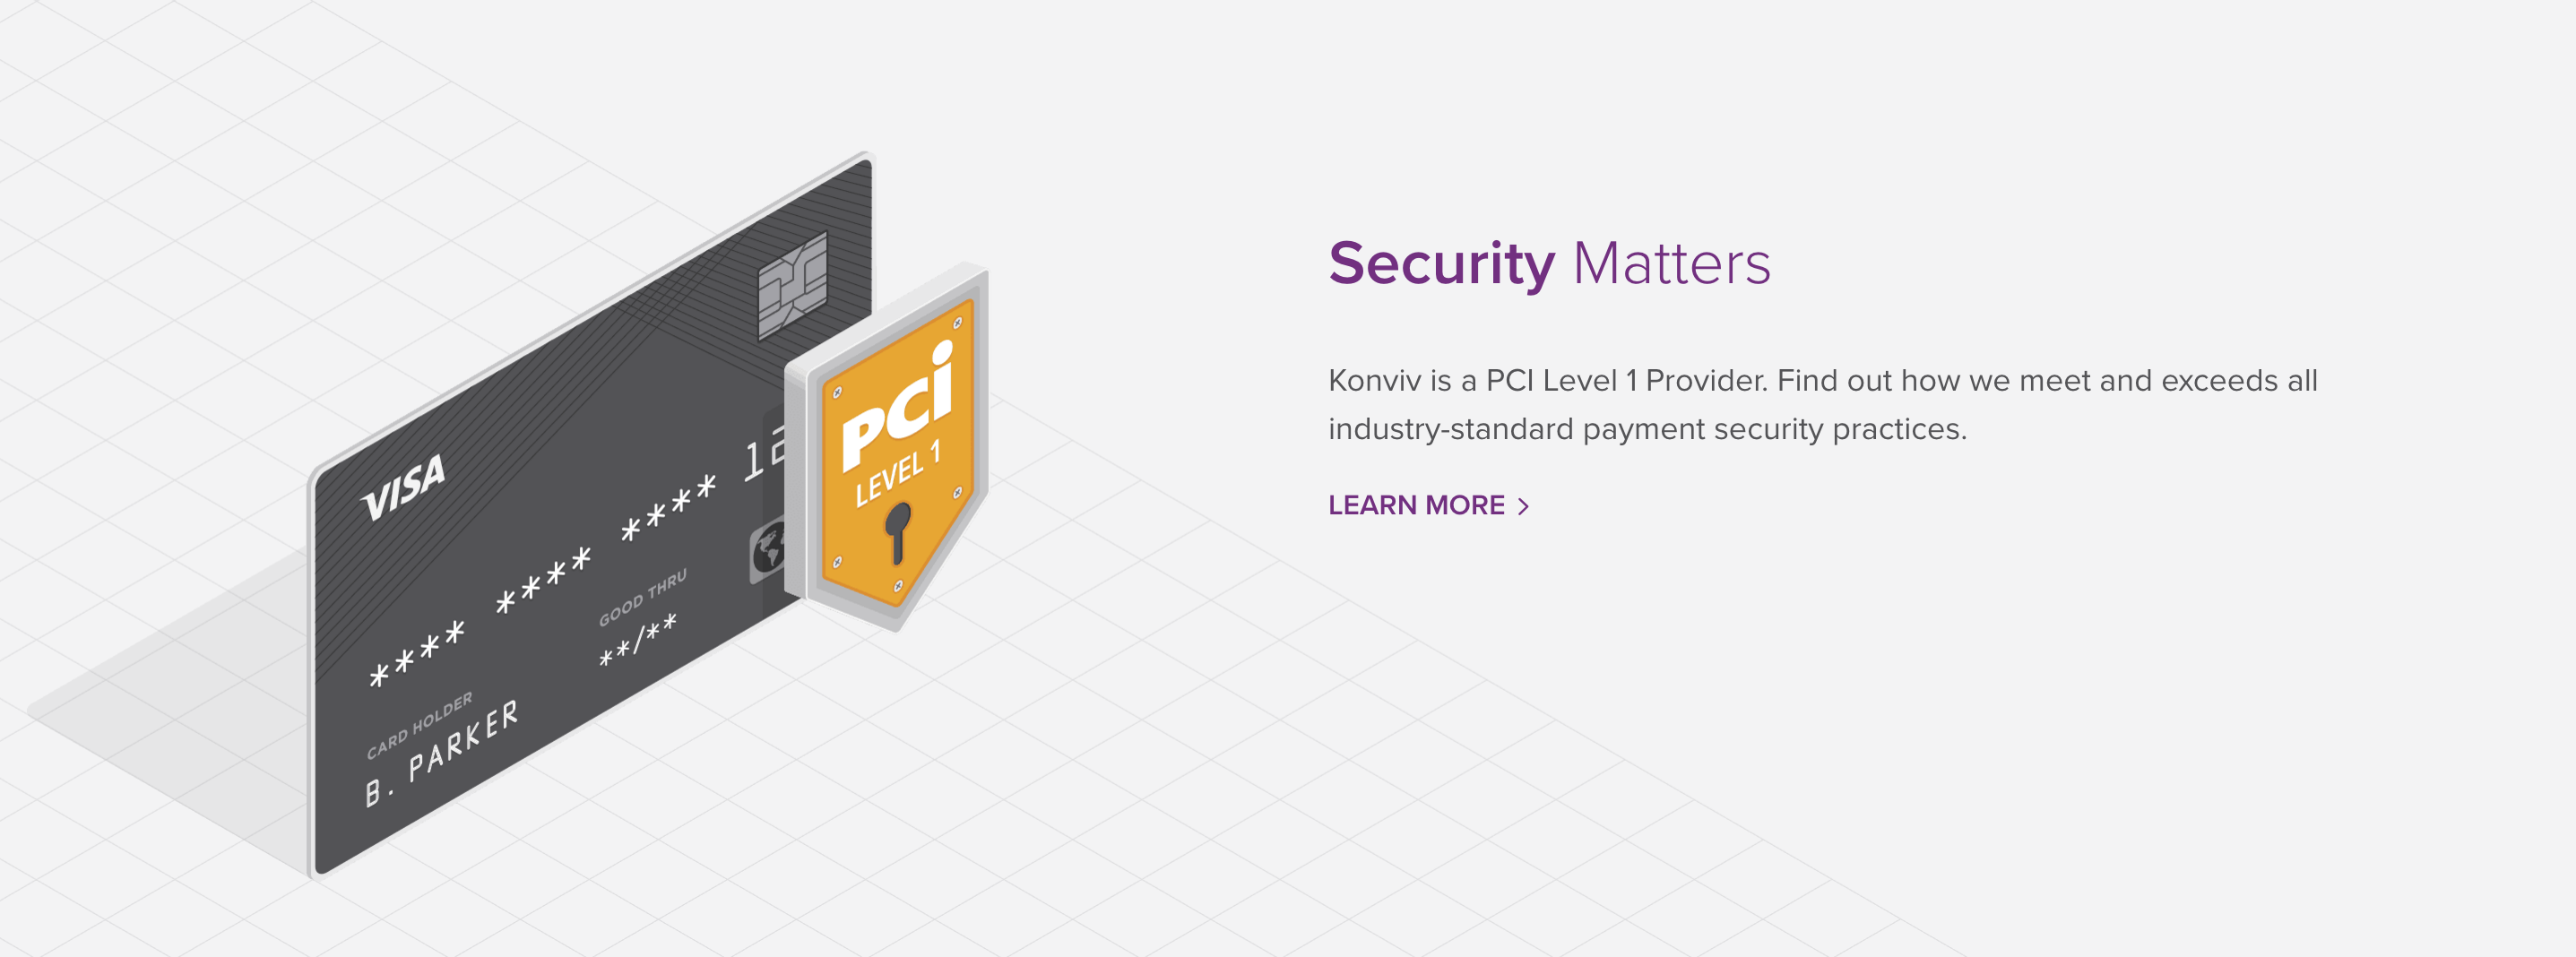 Security Matters
Konviv is a PCI Level 1 Provider. Find out how we meet and exceeds all
industry-standard payment security practices.
LEARN MORE >
VISA
**** **** **** 12
GOOD THRU
**/**
CARD HOLDER
B. PARKER
PCi
LEVEL 1